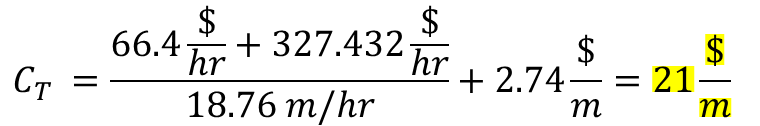 C_T = (66.4 $/hr + 327.432 $/hr) / (18.76 m/hr) + 2.74 $/m = 21 $/m